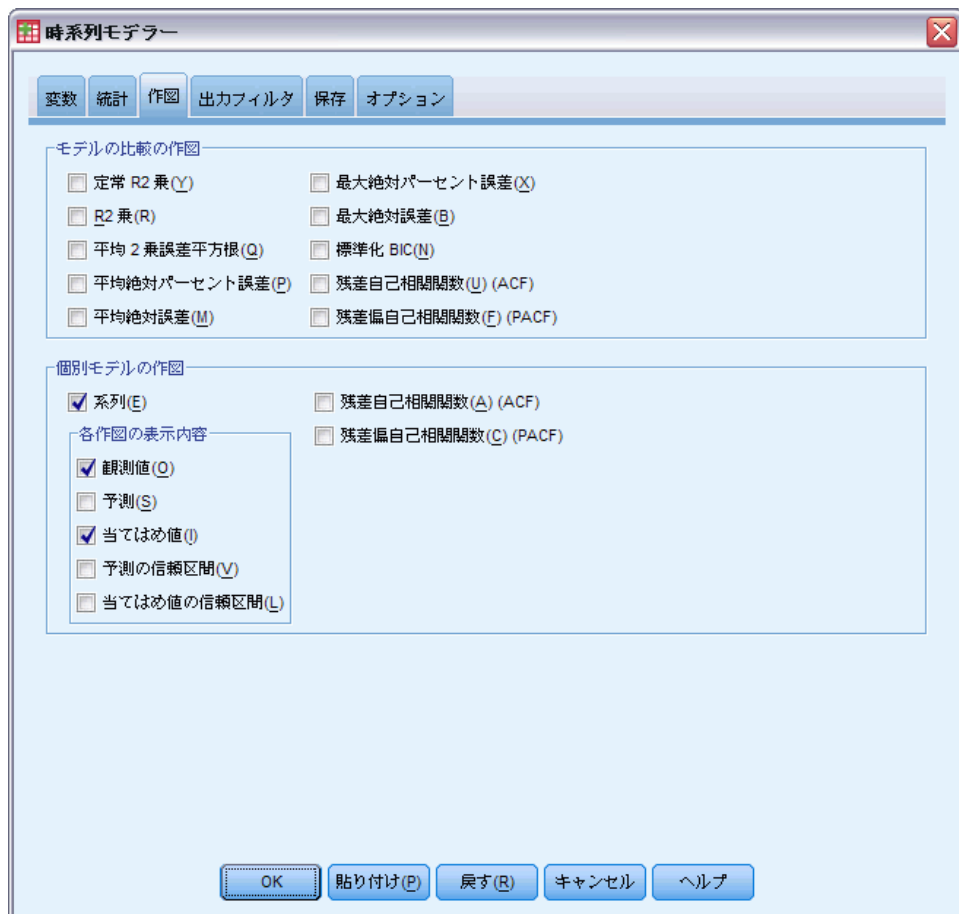 時系列モデラー
変数 統計 作図 出力フィルタ 保存 オプション
モデルの比較の作図
定常 R2 乗(Y) 最大絶対パーセント誤差(X)
R2 乗(R) 最大絶対誤差(B)
平均 2 乗誤差平方根(Q) 標準化 BIC(N)
平均絶対パーセント誤差(P) 残差自己相関関数(U) (ACF)
平均絶対誤差(M) 残差偏自己相関関数(F) (PACF)
個別モデルの作図
系列(E) 残差自己相関関数(A) (ACF)
各作図の表示内容 残差偏自己相関関数(C) (PACF)
観測値(O)
予測(S)
当てはめ値(I)
予測の信頼区間(V)
当てはめ値の信頼区間(L)
OK 貼り付け(P) 戻す(R) キャンセル ヘルプ